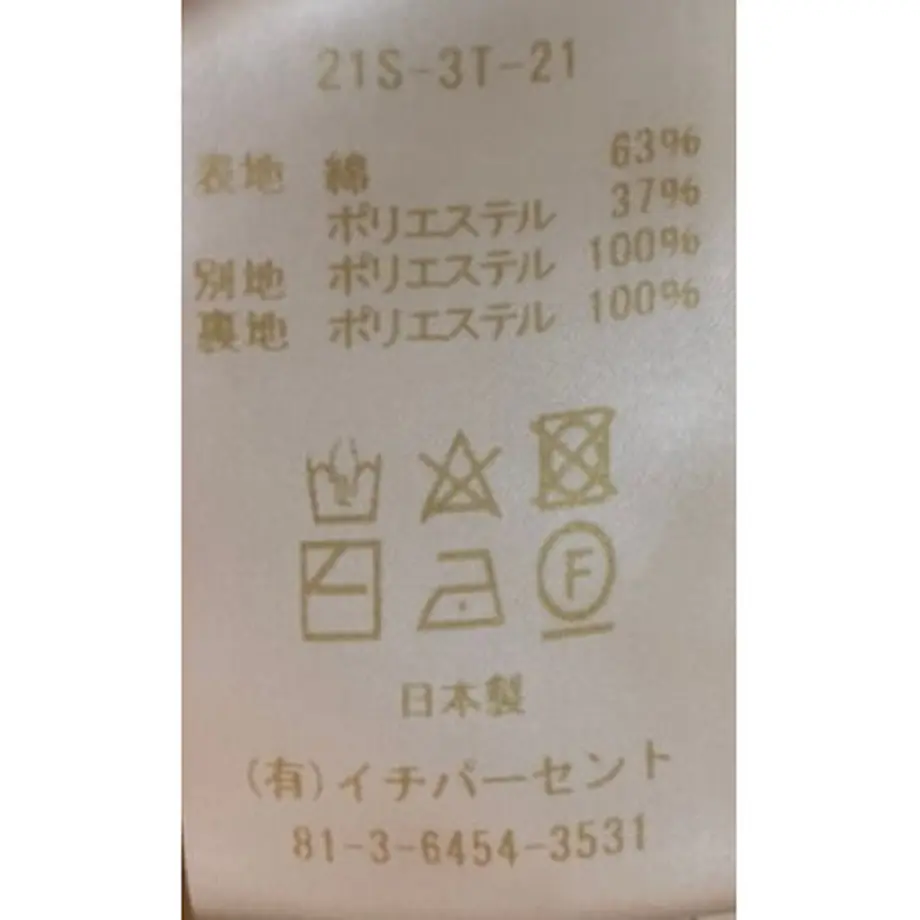 21S-3T-21
表地 綿 63%
ポリエステル 37%
別地 ポリエステル 100%
裏地 ポリエステル 100%
F
日本製
(有)イチパーセント
81-3-6454-3531